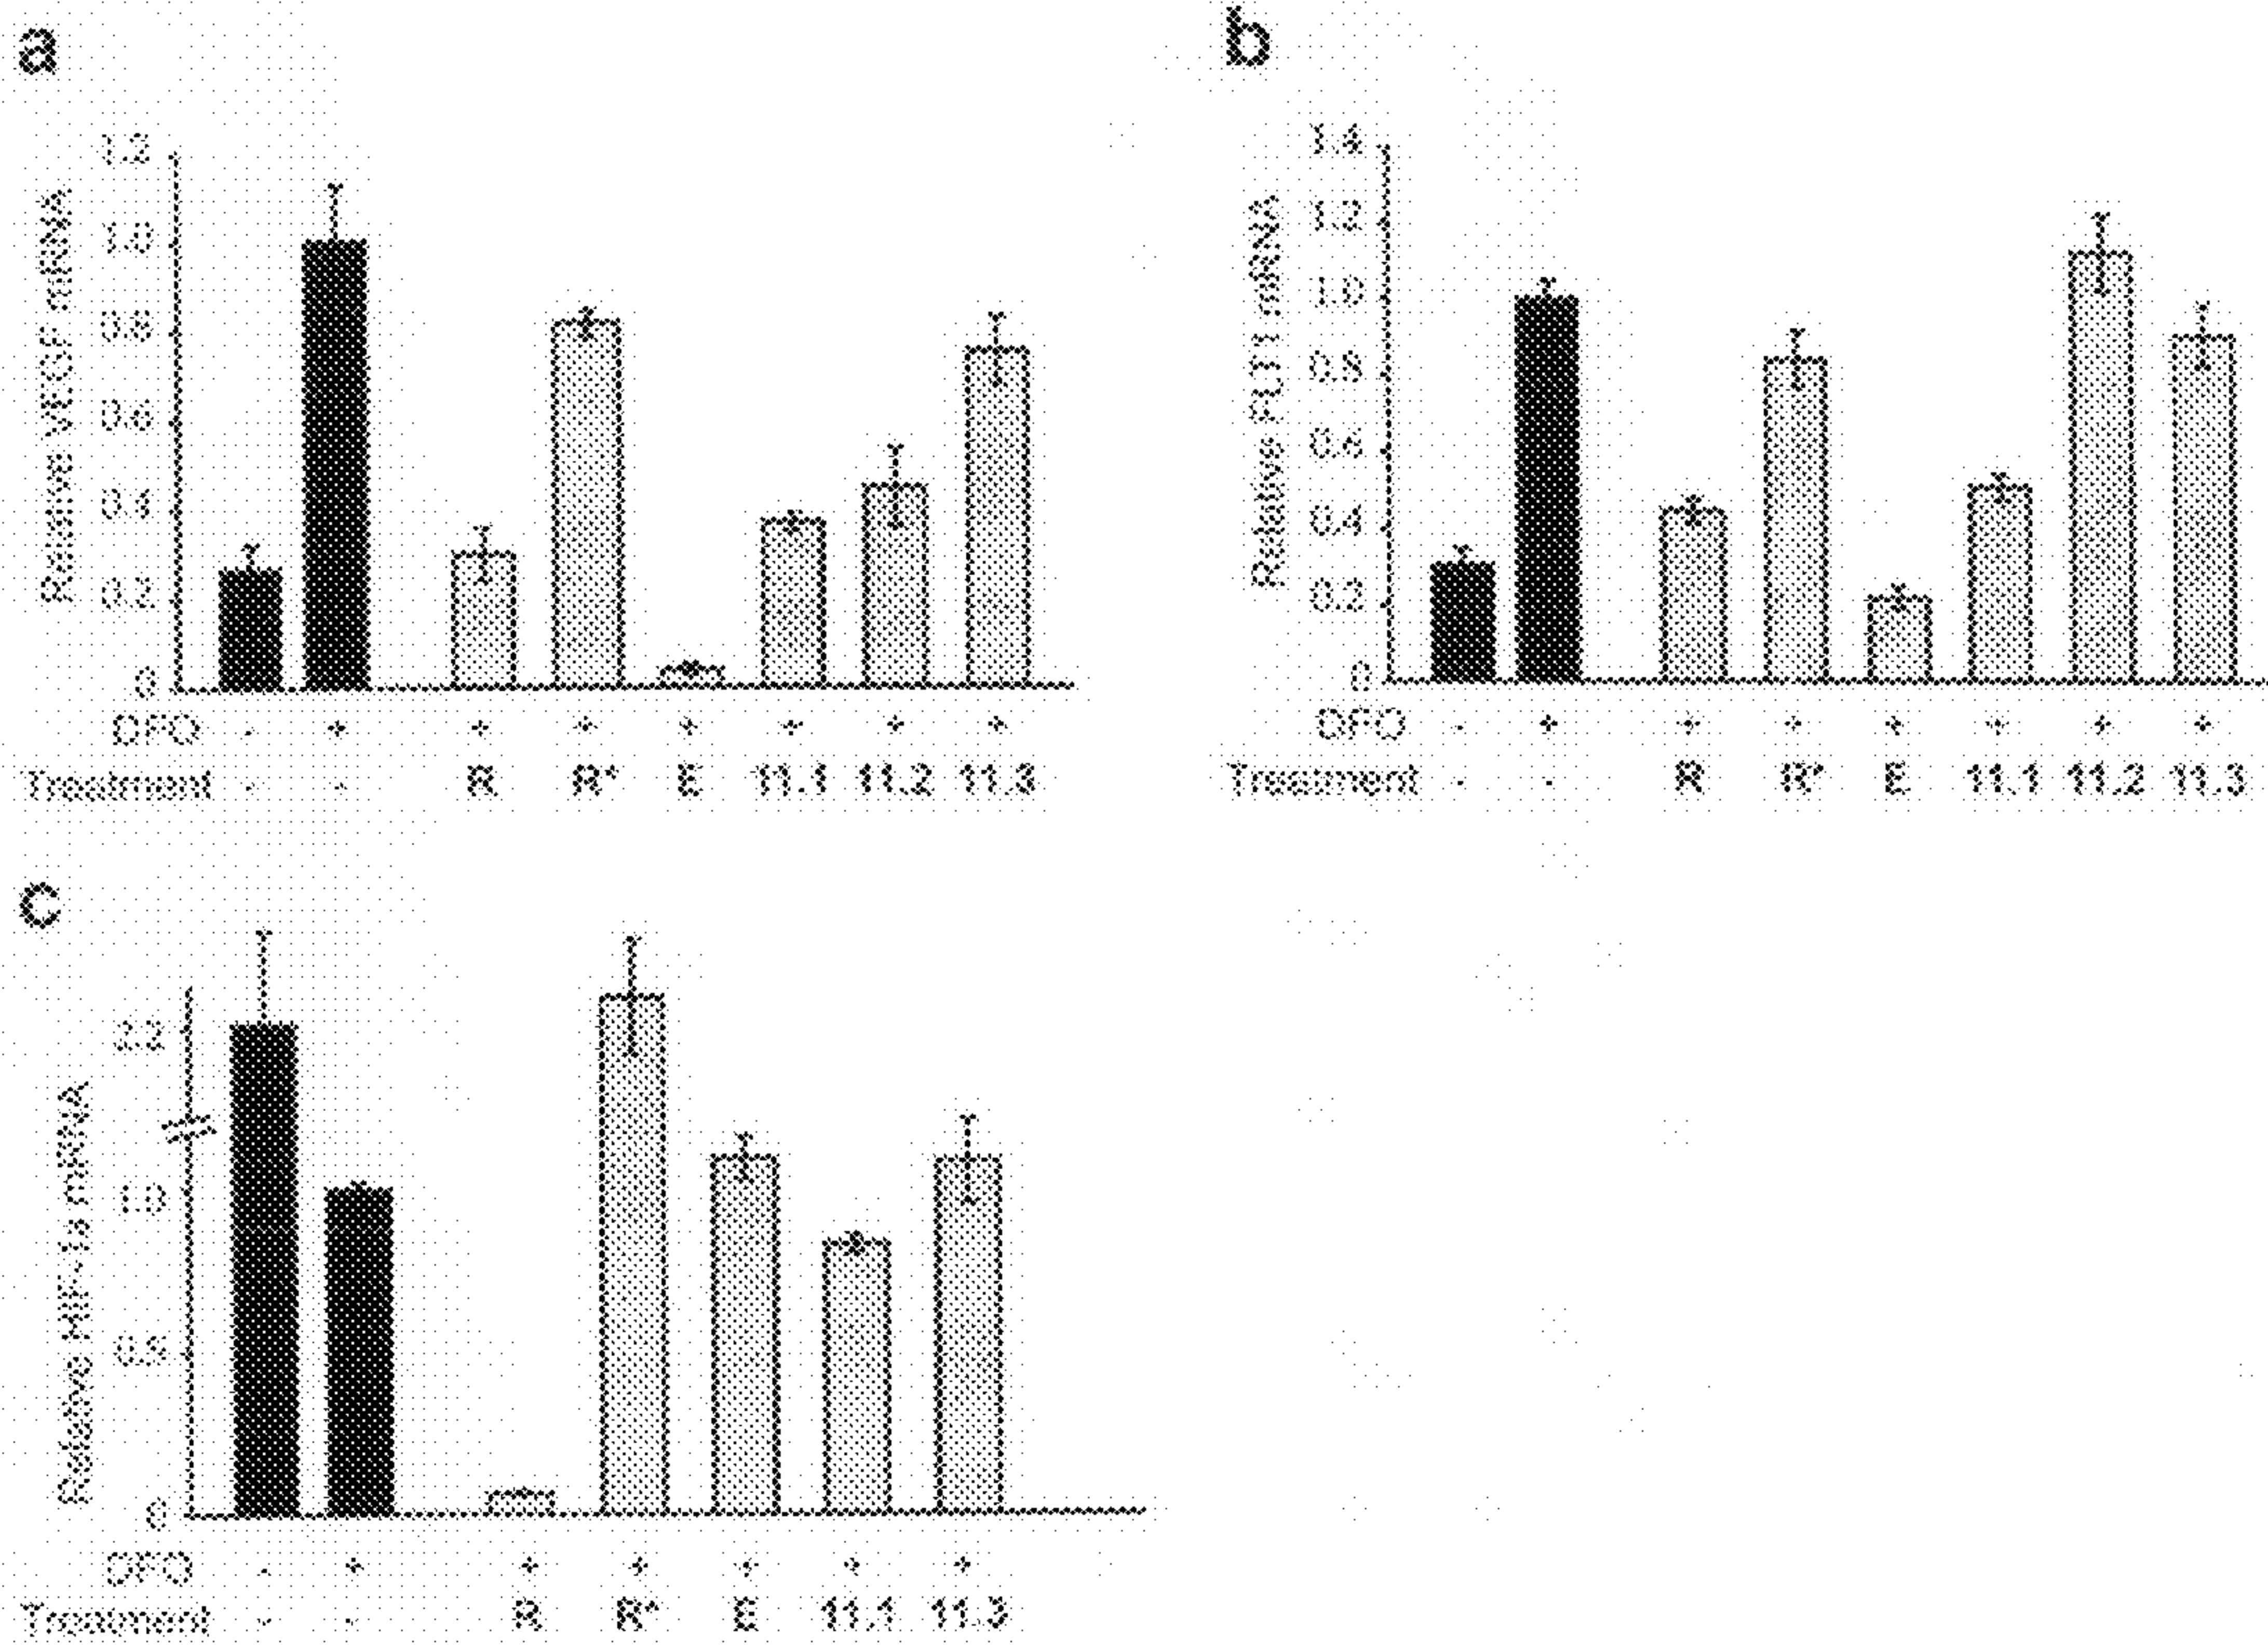 a
1.2
1.0
0.8
0.6
0.4
0.2
0
Relative VEGF mRNA
DFO - + + + + + + +
Treatment - - R R* E 11.1 11.2 11.3
b
1.4
1.2
1.0
0.8
0.6
0.4
0.2
0
Relative FLT1 mRNA
DFO - + + + + + + +
Treatment - - R R* E 11.1 11.2 11.3
c
2.2
1.0
0.5
0
Relative HIF-1α mRNA
DFO - + + + + + +
Treatment - - R R* E 11.1 11.3